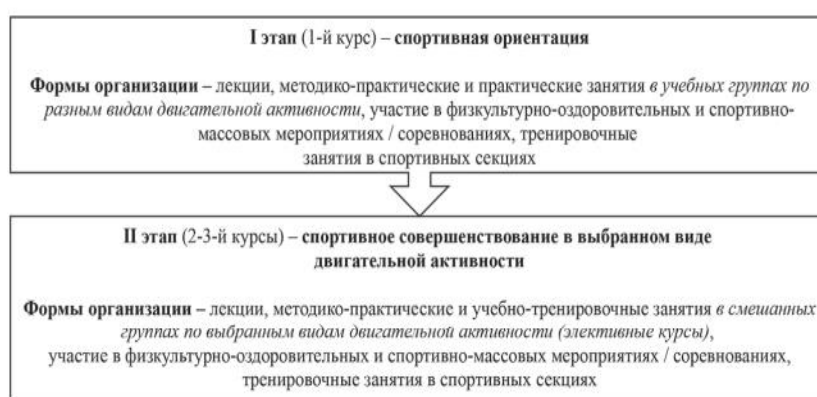 I этап (1-й курс) – спортивная ориентация
Формы организации – лекции, методико-практические и практические занятия в учебных группах по
разным видам двигательной активности, участие в физкультурно-оздоровительных и спортивно-
массовых мероприятиях / соревнованиях, тренировочные
занятия в спортивных секциях
II этап (2-3-й курсы) – спортивное совершенствование в выбранном виде
двигательной активности
Формы организации – лекции, методико-практические и учебно-тренировочные занятия в смешанных
группах по выбранным видам двигательной активности (элективные курсы),
участие в физкультурно-оздоровительных и спортивно-массовых мероприятиях / соревнованиях,
тренировочные занятия в спортивных секциях